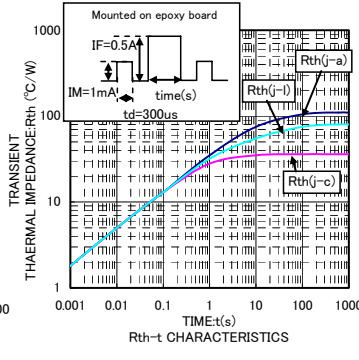 Mounted on epoxy board
IF=0.5A
IM=1mA
time(s)
td=300us
Rth(j-a)
Rth(j-l)
Rth(j-c)
1000
100
10
1
TRANSIENT
THAERMAL IMPEDANCE:Rth (℃/W)
0.001 0.01 0.1 1 10 100 1000
TIME:t(s)
Rth-t CHARACTERISTICS
00